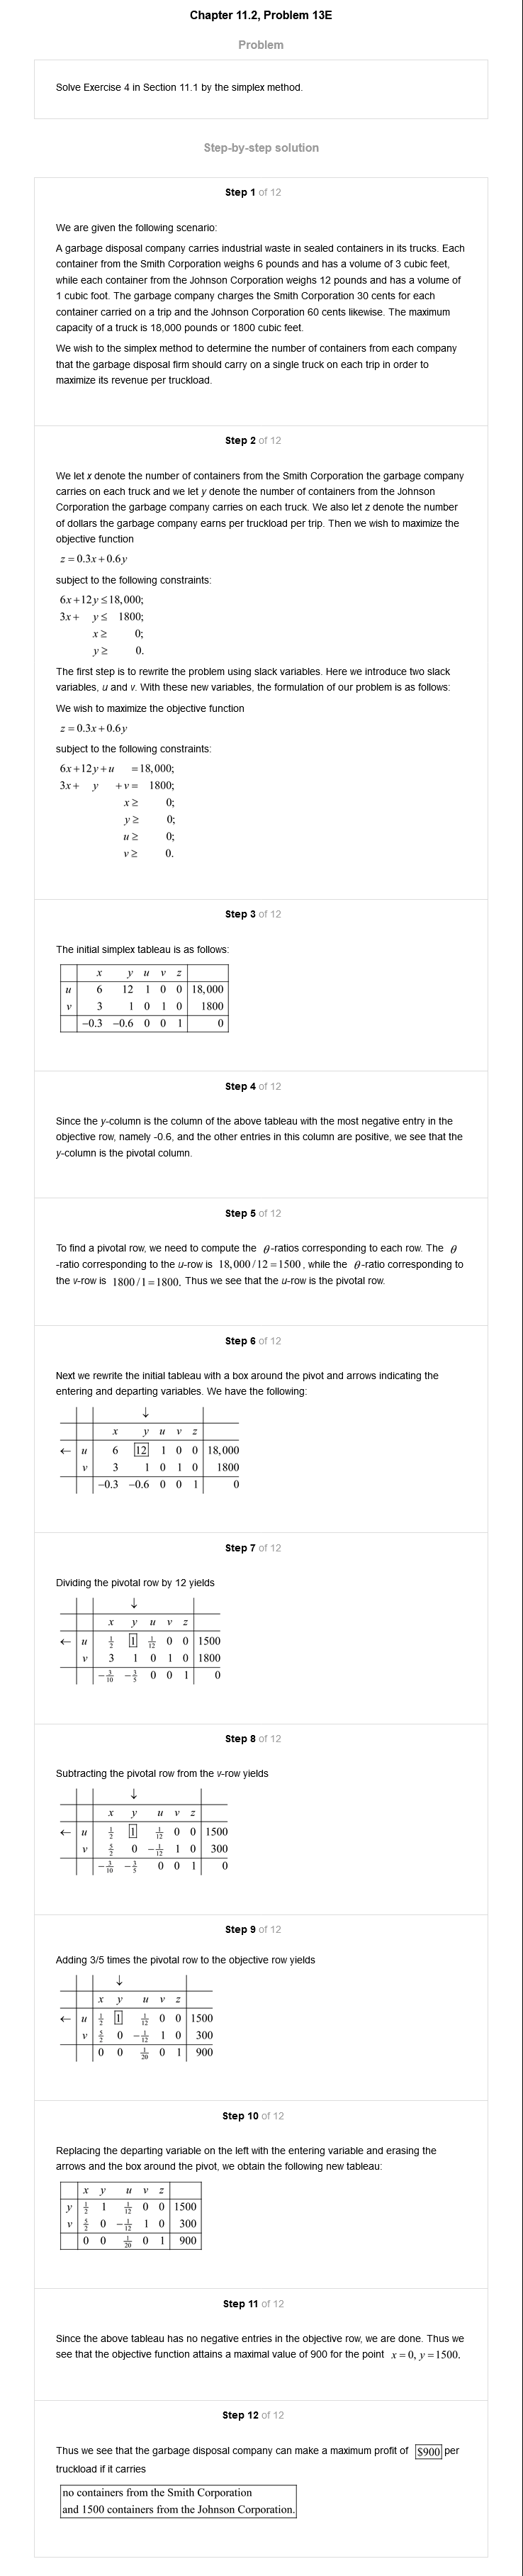 Chapter 11.2, Problem 13E
Problem
Solve Exercise 4 in Section 11.1 by the simplex method.
Step-by-step solution
Step 1 of 12
We are given the following scenario:
A garbage disposal company carries industrial waste in sealed containers in its trucks. Each
container from the Smith Corporation weighs 6 pounds and has a volume of 3 cubic feet,
while each container from the Johnson Corporation weighs 12 pounds and has a volume of
1 cubic foot. The garbage company charges the Smith Corporation 30 cents for each
container carried on a trip and the Johnson Corporation 60 cents likewise. The maximum
capacity of a truck is 18,000 pounds or 1800 cubic feet.
We wish to the simplex method to determine the number of containers from each company
that the garbage disposal firm should carry on a single truck on each trip in order to
maximize its revenue per truckload.
Step 2 of 12
We let x denote the number of containers from the Smith Corporation the garbage company
carries on each truck and we let y denote the number of containers from the Johnson
Corporation the garbage company carries on each truck. We also let z denote the number
of dollars the garbage company earns per truckload per trip. Then we wish to maximize the
objective function
z = 0.3x + 0.6y
subject to the following constraints:
6x + 12y ≤ 18,000;
3x + y ≤ 1800;
x ≥ 0;
y ≥ 0.
The first step is to rewrite the problem using slack variables. Here we introduce two slack
variables, u and v. With these new variables, the formulation of our problem is as follows:
We wish to maximize the objective function
z = 0.3x + 0.6y
subject to the following constraints:
6x + 12y + u = 18,000;
3x + y + v = 1800;
x ≥ 0;
y ≥ 0;
u ≥ 0;
v ≥ 0.
Step 3 of 12
The initial simplex tableau is as follows:
x y u v z
u 6 12 1 0 0 18,000
v 3 1 0 1 0 1800
−0.3 −0.6 0 0 1 0
Step 4 of 12
Since the y-column is the column of the above tableau with the most negative entry in the
objective row, namely -0.6, and the other entries in this column are positive, we see that the
y-column is the pivotal column.
Step 5 of 12
To find a pivotal row, we need to compute the θ-ratios corresponding to each row. The θ
-ratio corresponding to the u-row is 18,000/12 = 1500, while the θ-ratio corresponding to
the v-row is 1800/1 = 1800. Thus we see that the u-row is the pivotal row.
Step 6 of 12
Next we rewrite the initial tableau with a box around the pivot and arrows indicating the
entering and departing variables. We have the following:
↓
x y u v z
← u 6 12 1 0 0 18,000
v 3 1 0 1 0 1800
−0.3 −0.6 0 0 1 0
Step 7 of 12
Dividing the pivotal row by 12 yields
↓
x y u v z
← u 1/2 1 1/12 0 0 1500
v 3 1 0 1 0 1800
−3/10 −3/5 0 0 1 0
Step 8 of 12
Subtracting the pivotal row from the v-row yields
↓
x y u v z
← u 1/2 1 1/12 0 0 1500
v 5/2 0 −1/12 1 0 300
−3/10 −3/5 0 0 1 0
Step 9 of 12
Adding 3/5 times the pivotal row to the objective row yields
↓
x y u v z
← u 1/2 1 1/12 0 0 1500
v 5/2 0 −1/12 1 0 300
0 0 1/20 0 1 900
Step 10 of 12
Replacing the departing variable on the left with the entering variable and erasing the
arrows and the box around the pivot, we obtain the following new tableau:
x y u v z
y 1/2 1 1/12 0 0 1500
v 5/2 0 −1/12 1 0 300
0 0 1/20 0 1 900
Step 11 of 12
Since the above tableau has no negative entries in the objective row, we are done. Thus we
see that the objective function attains a maximal value of 900 for the point x = 0, y = 1500.
Step 12 of 12
Thus we see that the garbage disposal company can make a maximum profit of $900 per
truckload if it carries
no containers from the Smith Corporation
and 1500 containers from the Johnson Corporation.